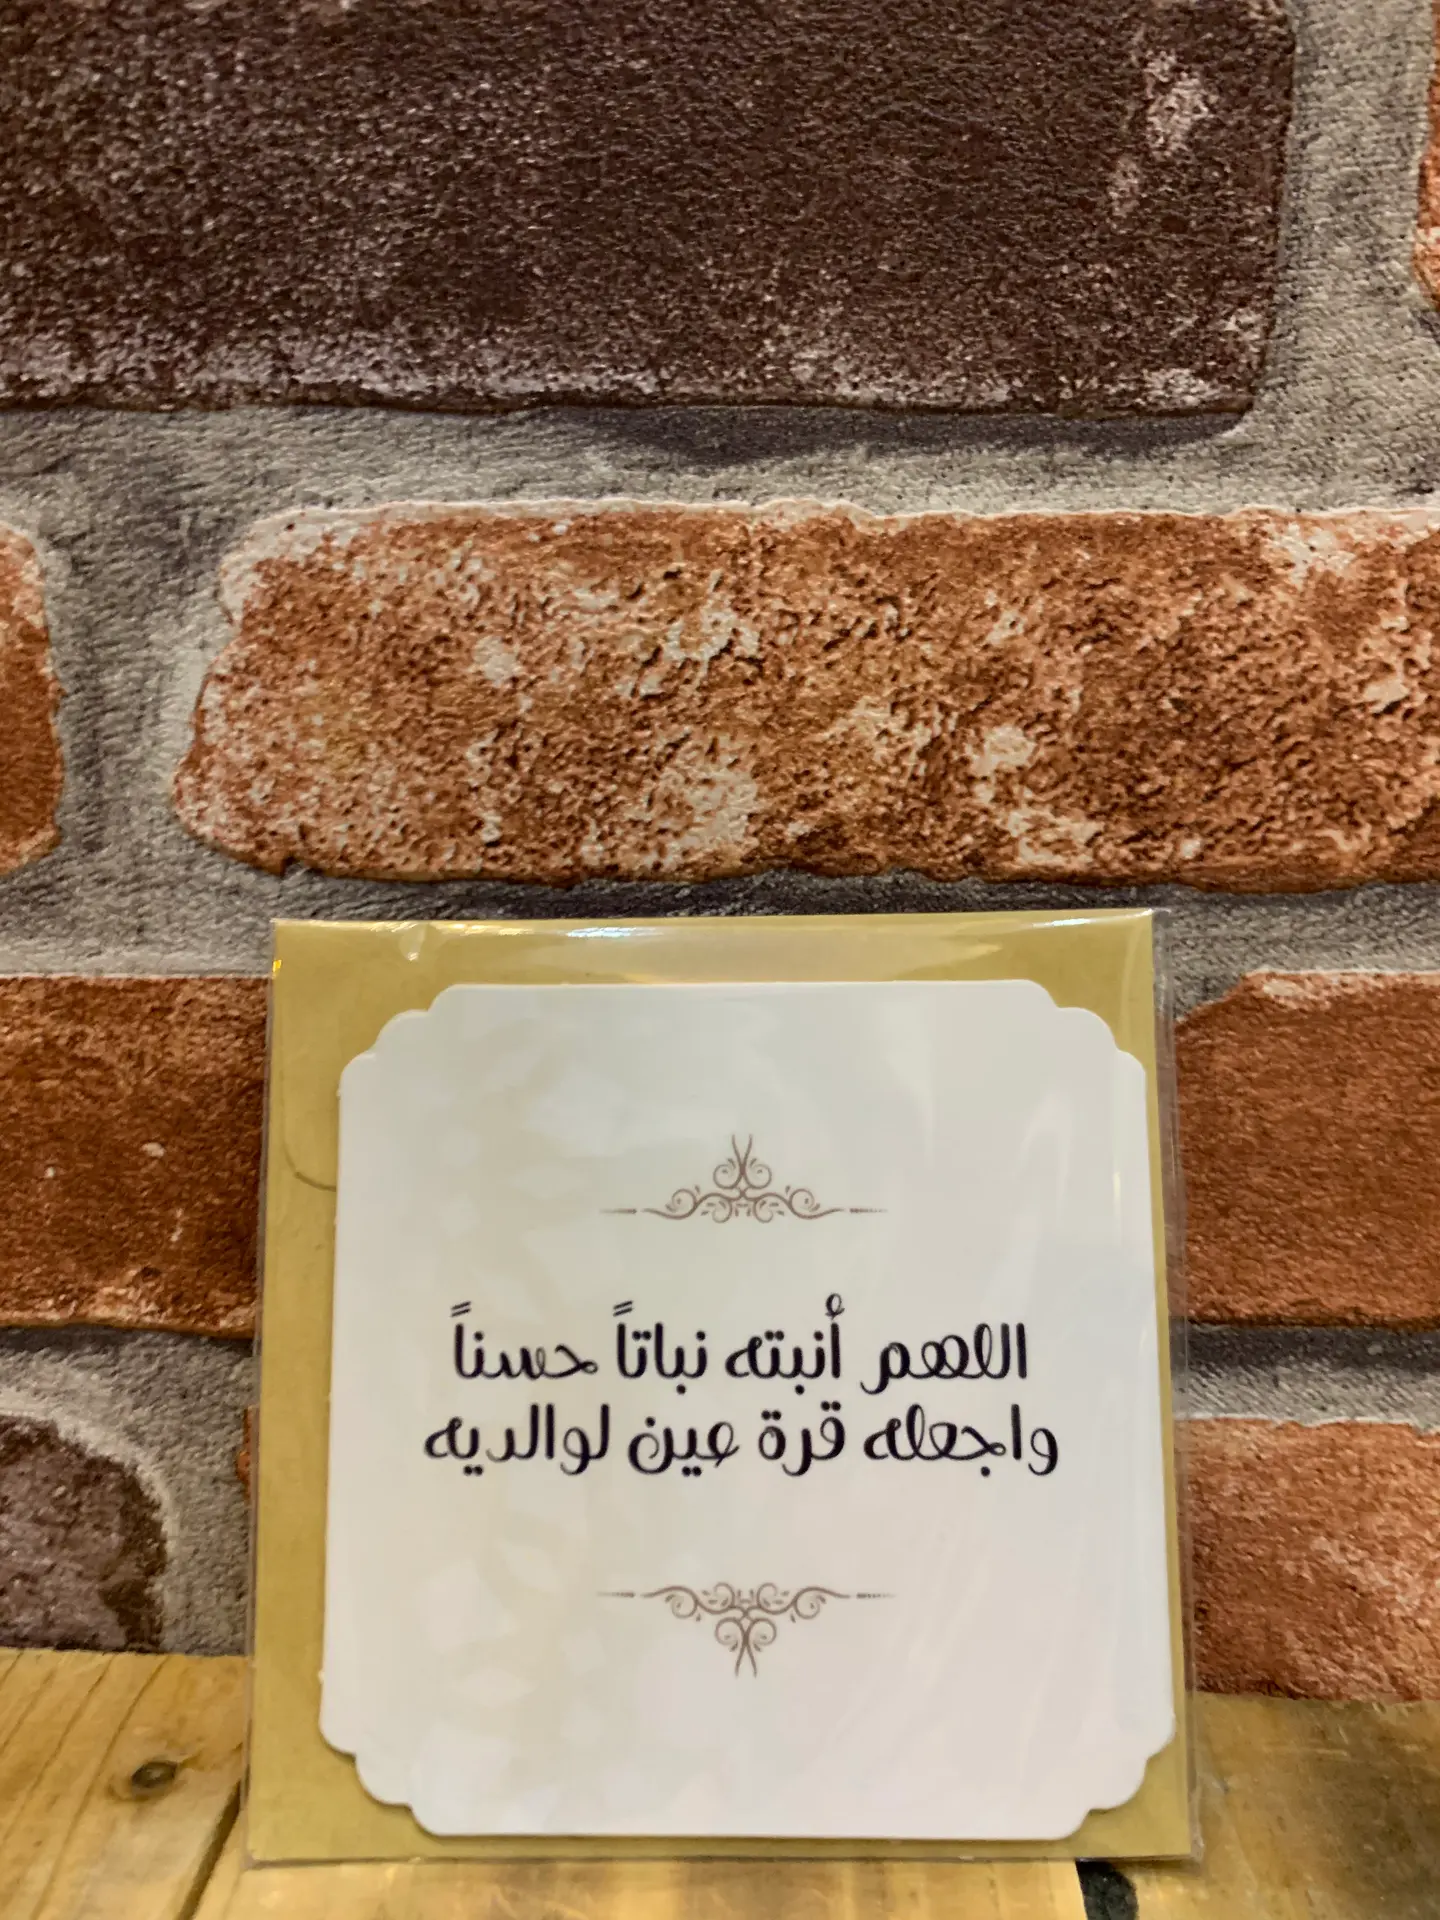 اللهم أنبته نباتاً حسناً
واجعله قرة عين لوالديه